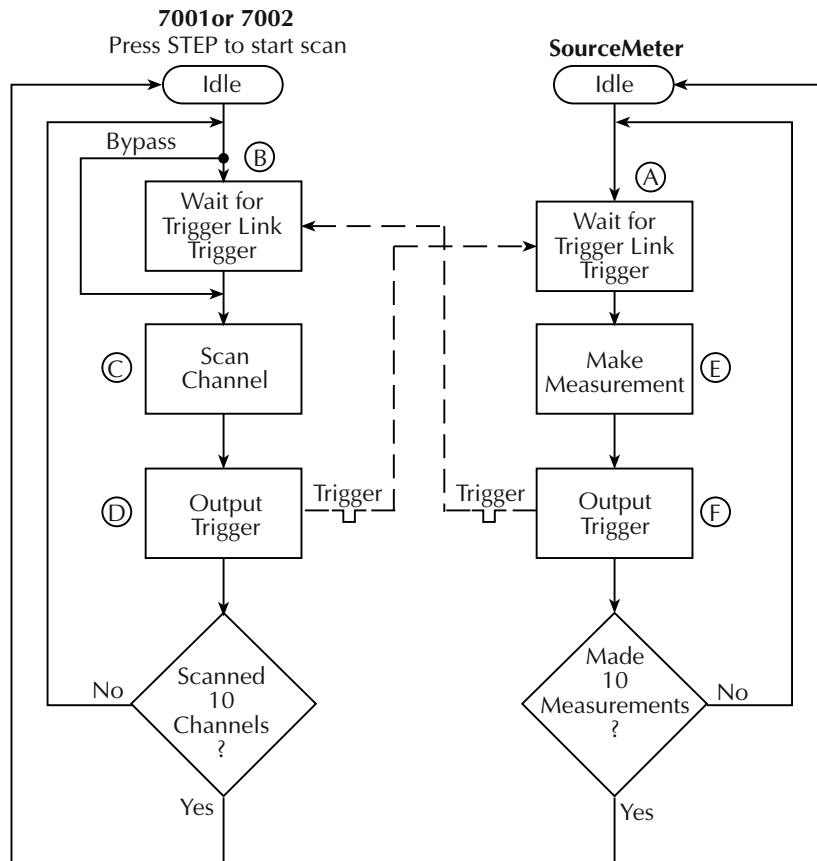 7001or 7002
Press STEP to start scan
Idle
Bypass
B
Wait for
Trigger Link
Trigger
C
Scan
Channel
D
Output
Trigger
Trigger
No
Scanned
10
Channels
?
Yes
SourceMeter
Idle
A
Wait for
Trigger Link
Trigger
Make
Measurement
E
Trigger
Output
Trigger
F
Made
10
Measurements
?
No
Yes